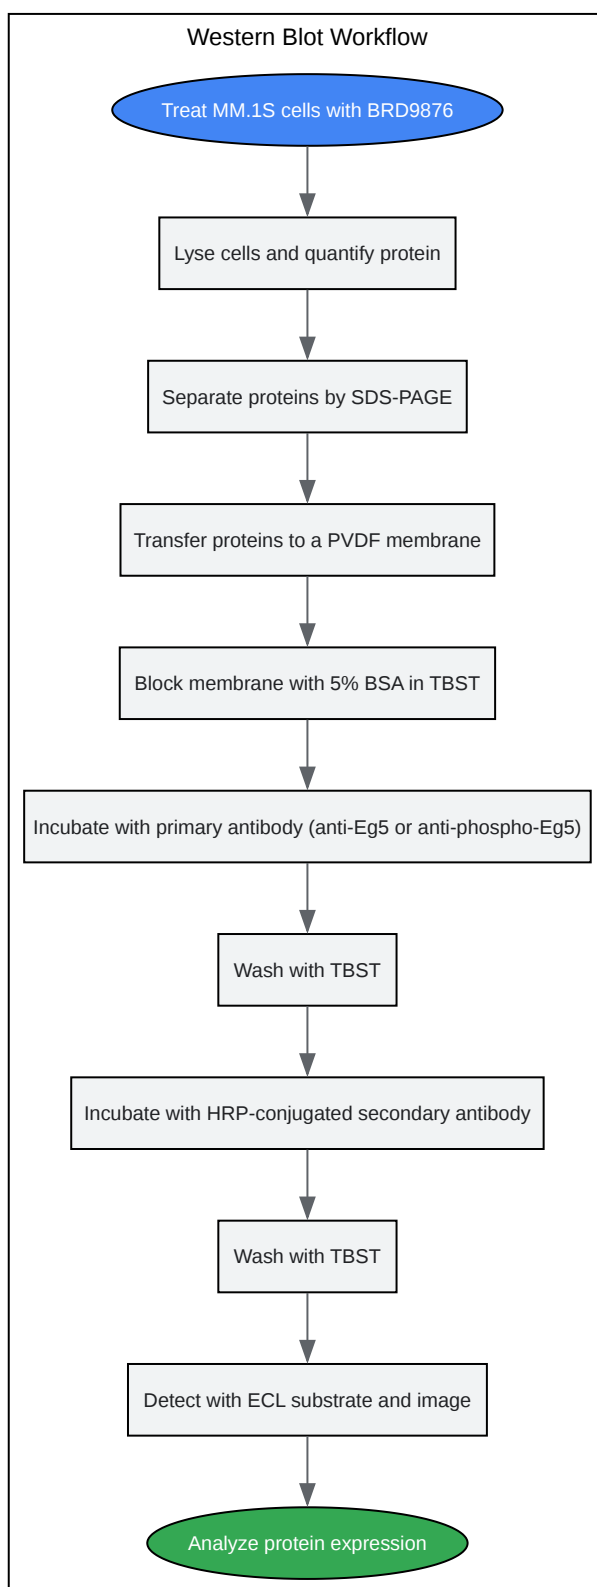 Western Blot Workflow
Treat MM.1S cells with BRD9876
Lyse cells and quantify protein
Separate proteins by SDS-PAGE
Transfer proteins to a PVDF membrane
Block membrane with 5% BSA in TBST
Incubate with primary antibody (anti-Eg5 or anti-phospho-Eg5)
Wash with TBST
Incubate with HRP-conjugated secondary antibody
Wash with TBST
Detect with ECL substrate and image
Analyze protein expression